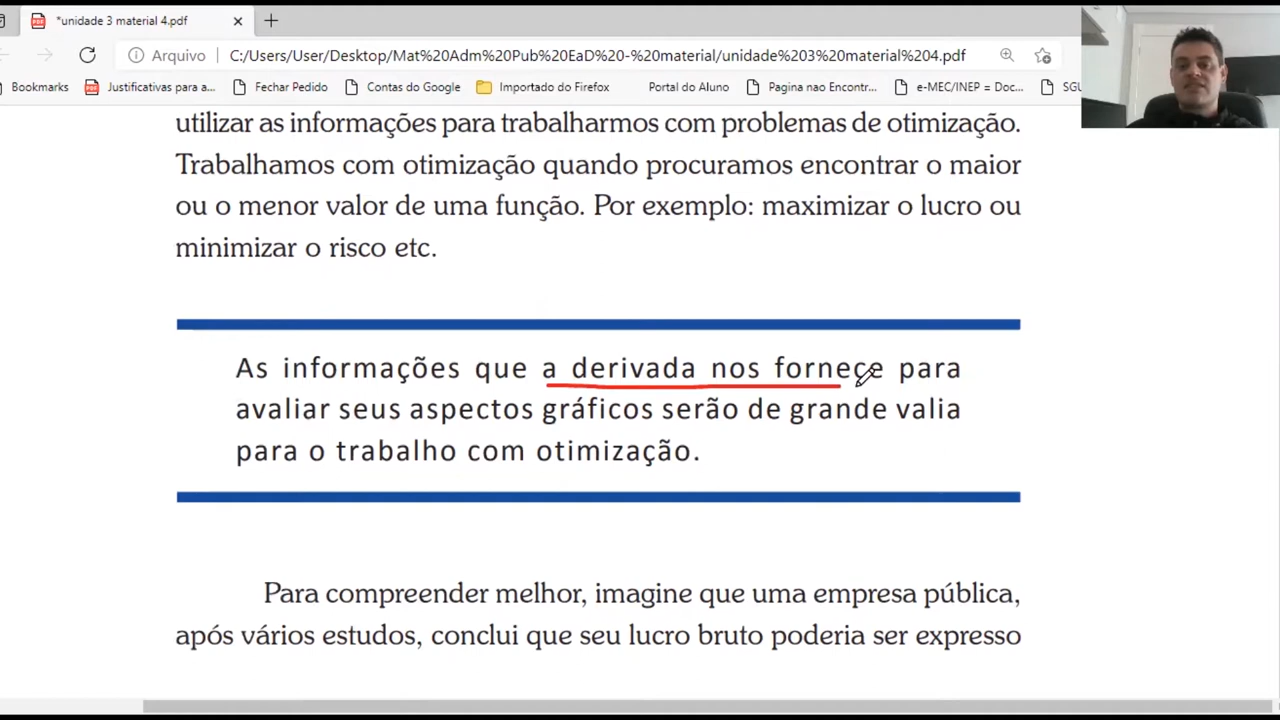 *unidade 3 material 4.pdf
Arquivo C:/Users/User/Desktop/Mat%20Adm%20Pub%20EaD%20-%20material/unidade%203%20material%204.pdf
Bookmarks Justificativas para a... Fechar Pedido Contas do Google Importado do Firefox Portal do Aluno Pagina nao Encontr... e-MEC/INEP = Doc... SGU
utilizar as informações para trabalharmos com problemas de otimização.
Trabalhamos com otimização quando procuramos encontrar o maior
ou o menor valor de uma função. Por exemplo: maximizar o lucro ou
minimizar o risco etc.
As informações que a derivada nos fornece para
avaliar seus aspectos gráficos serão de grande valia
para o trabalho com otimização.
Para compreender melhor, imagine que uma empresa pública,
após vários estudos, conclui que seu lucro bruto poderia ser expresso